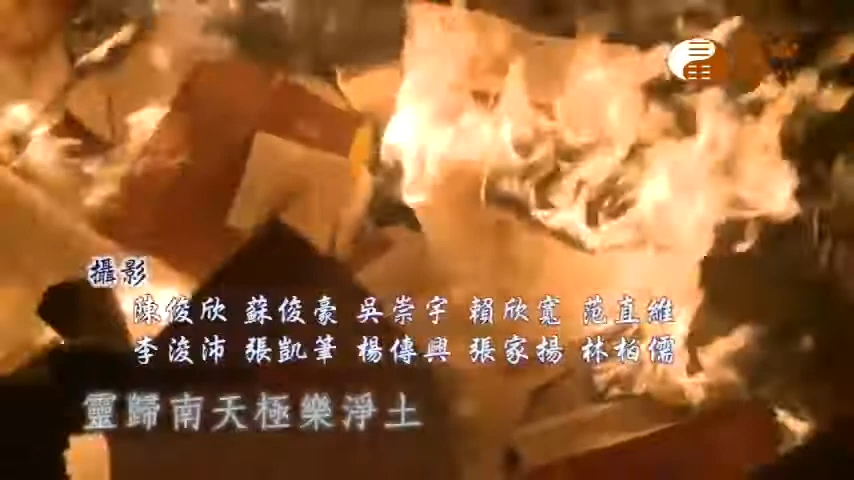 攝影
陳俊欣 蘇俊豪 吳崇宇 賴欣寬 范直維
李浚沛 張凱筆 楊傳興 張家揚 林柏儒
靈歸南天極樂淨土